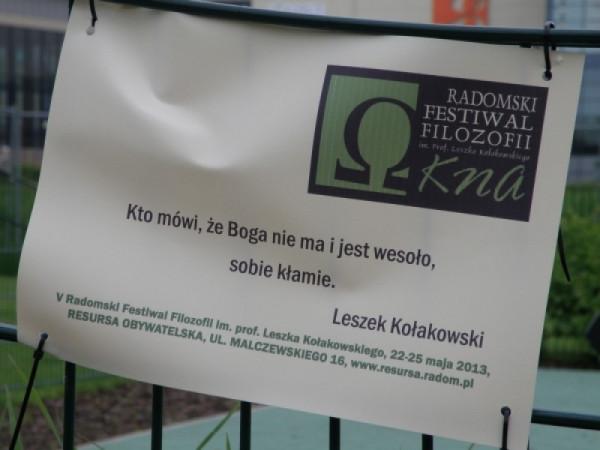 RADOMSKI
FESTIWAL
FILOZOFII
im. Prof. Leszka Kołakowskiego
Ω Kna
Kto mówi, że Boga nie ma i jest wesoło,
sobie kłamie.
Leszek Kołakowski
V Radomski Festiwal Filozofii im. prof. Leszka Kołakowskiego, 22-25 maja 2013,
RESURSA OBYWATELSKA, UL. MALCZEWSKIEGO 16, www.resursa.radom.pl